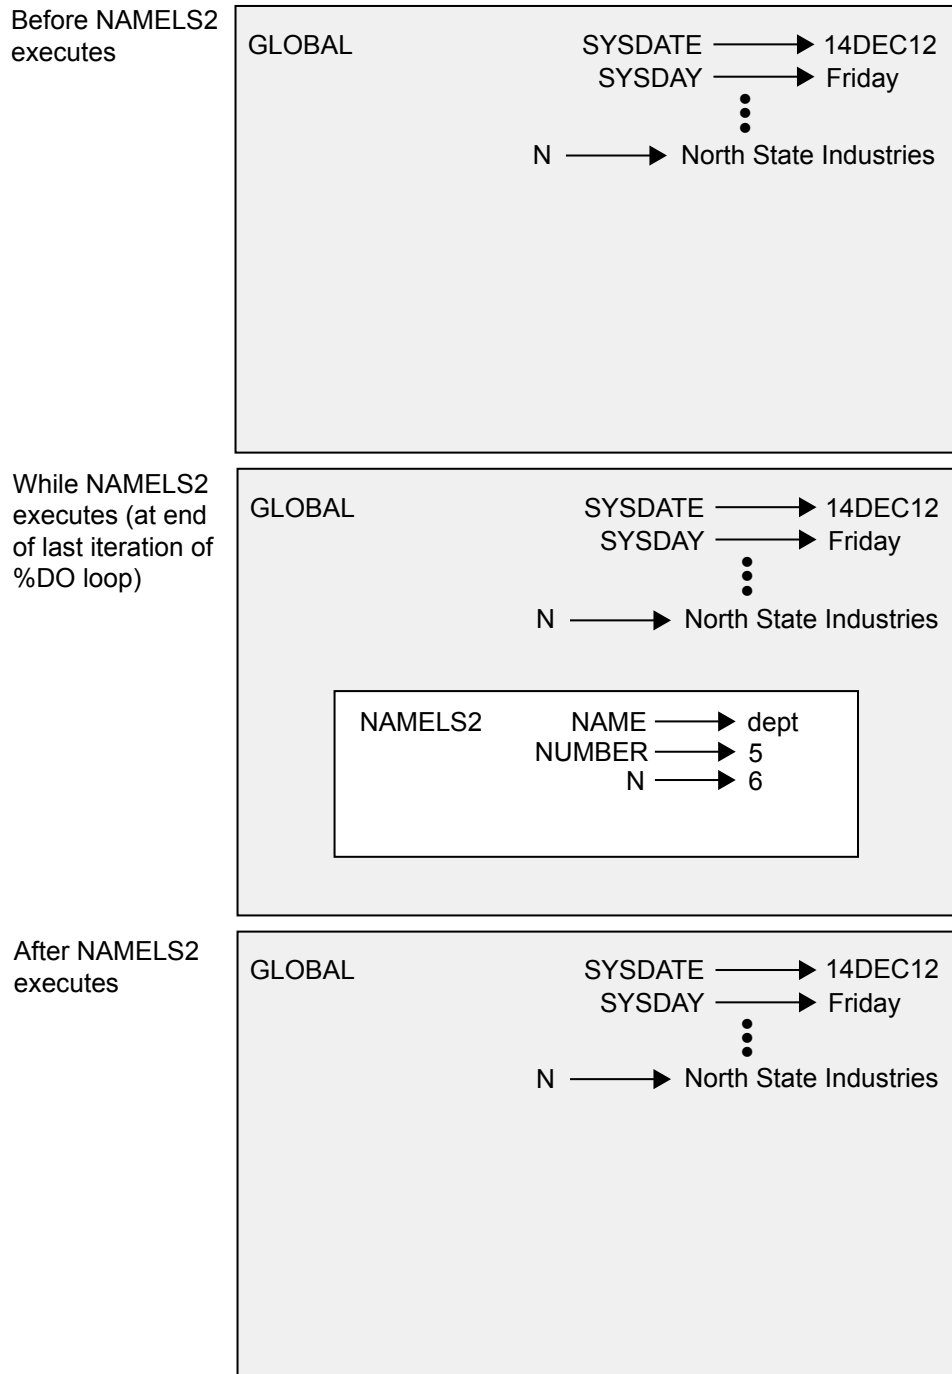 Before NAMELS2
executes
GLOBAL
SYSDATE 14DEC12
SYSDAY Friday
N North State Industries
While NAMELS2
executes (at end
of last iteration of
%DO loop)
GLOBAL
SYSDATE 14DEC12
SYSDAY Friday
N North State Industries
NAMELS2
NAME dept
NUMBER 5
N 6
After NAMELS2
executes
GLOBAL
SYSDATE 14DEC12
SYSDAY Friday
N North State Industries